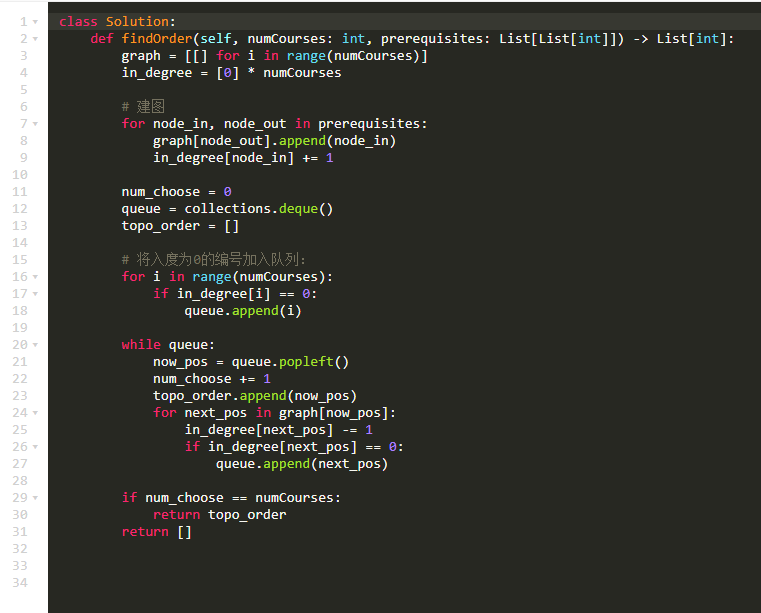 1 class Solution:
2     def findOrder(self, numCourses: int, prerequisites: List[List[int]]) -> List[int]:
3         graph = [[] for i in range(numCourses)]
4         in_degree = [0] * numCourses
5
6         # 建图
7         for node_in, node_out in prerequisites:
8             graph[node_out].append(node_in)
9             in_degree[node_in] += 1
10
11         num_choose = 0
12         queue = collections.deque()
13         topo_order = []
14
15         # 将入度为0的编号加入队列:
16         for i in range(numCourses):
17             if in_degree[i] == 0:
18                 queue.append(i)
19
20         while queue:
21             now_pos = queue.popleft()
22             num_choose += 1
23             topo_order.append(now_pos)
24             for next_pos in graph[now_pos]:
25                 in_degree[next_pos] -= 1
26                 if in_degree[next_pos] == 0:
27                     queue.append(next_pos)
28
29         if num_choose == numCourses:
30             return topo_order
31         return []
32
33
34